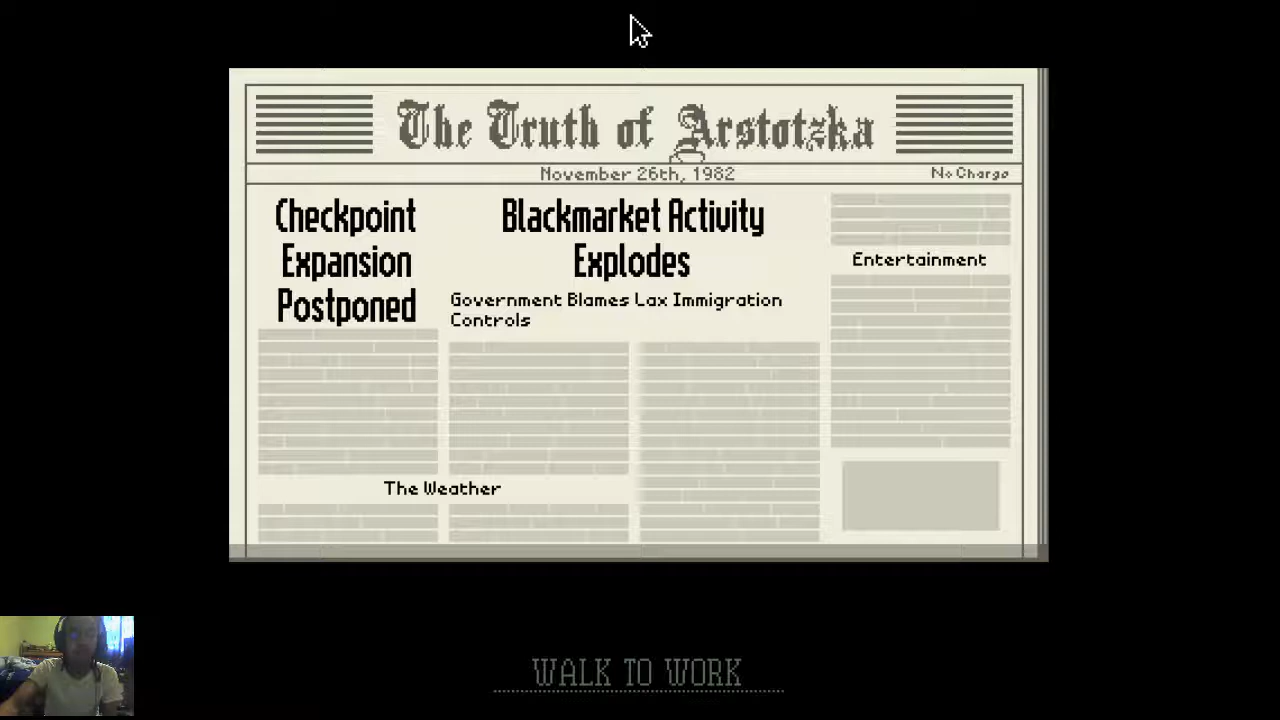 The Truth of Arstotzka
November 26th, 1982
No Charge
Checkpoint
Expansion
Postponed
Blackmarket Activity
Explodes
Government Blames Lax Immigration
Controls
Entertainment
The Weather
WALK TO WORK